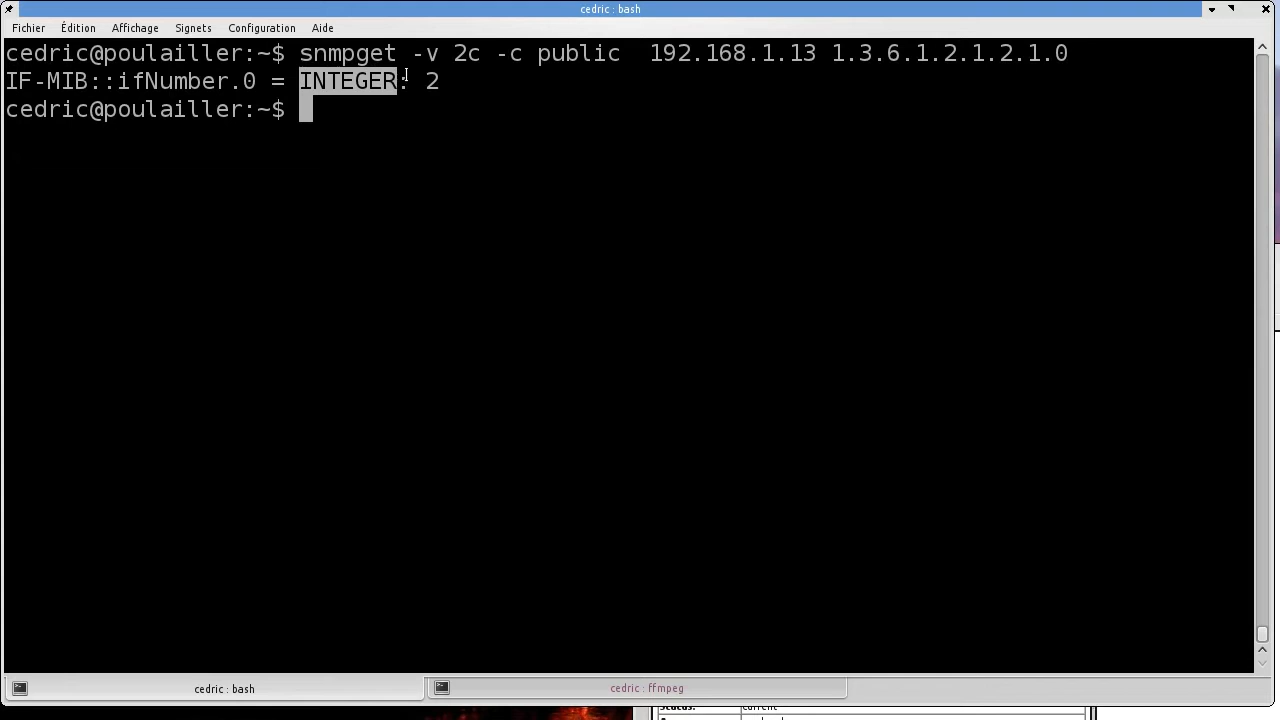 cedric : bash
Fichier Édition Affichage Signets Configuration Aide
cedric@poulailler:~$ snmpget -v 2c -c public  192.168.1.13 1.3.6.1.2.1.2.1.0
IF-MIB::ifNumber.0 = INTEGER: 2
cedric@poulailler:~$
cedric : bash
cedric : ffmpeg